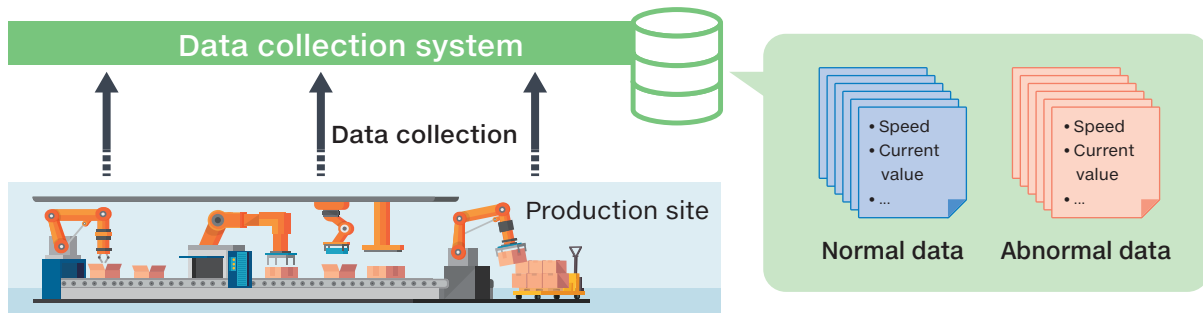 Data collection system
Data collection
Production site
• Speed
• Current
value
• ...
Normal data
• Speed
• Current
value
• ...
Abnormal data